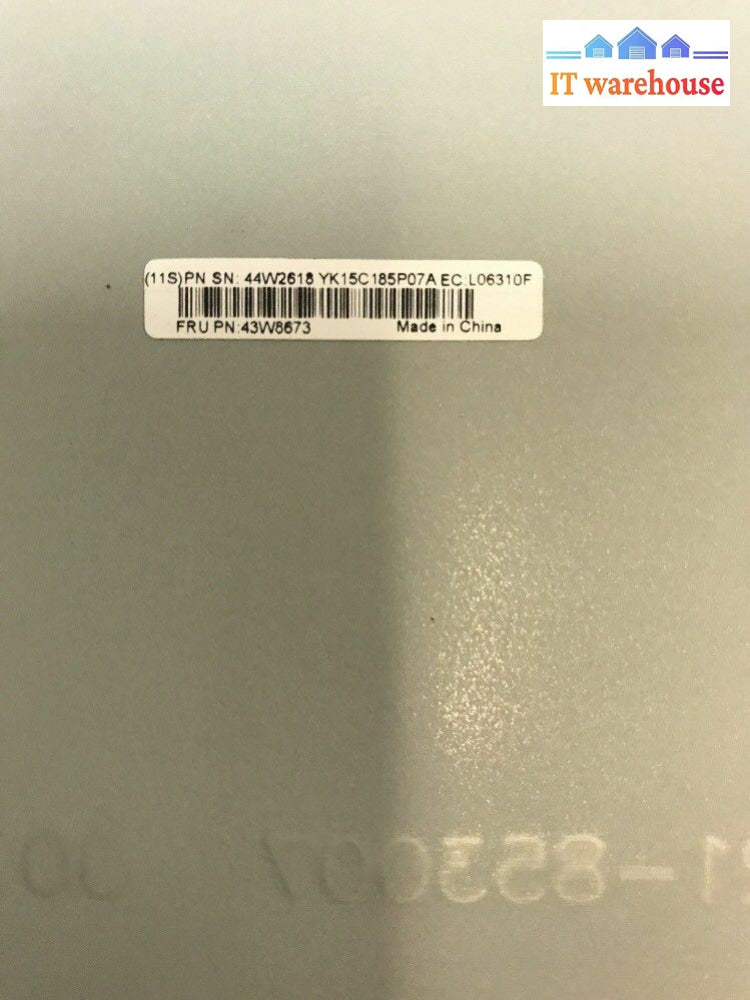 IT warehouse
(11S)PN SN: 44W2618 YK15C185P07A EC:L06310F
FRU PN:43W8673 Made in China